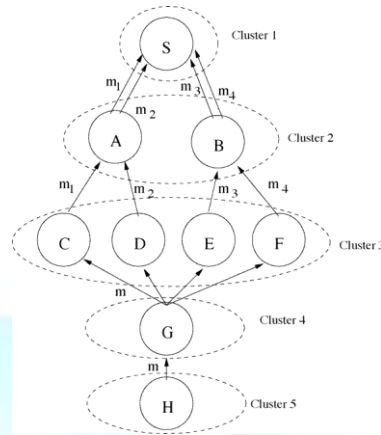 S
Cluster 1
m1 m2 m3 m4
A
B
Cluster 2
m1 m2 m3 m4
C
D
E
F
Cluster 3
m
G
Cluster 4
m
H
Cluster 5